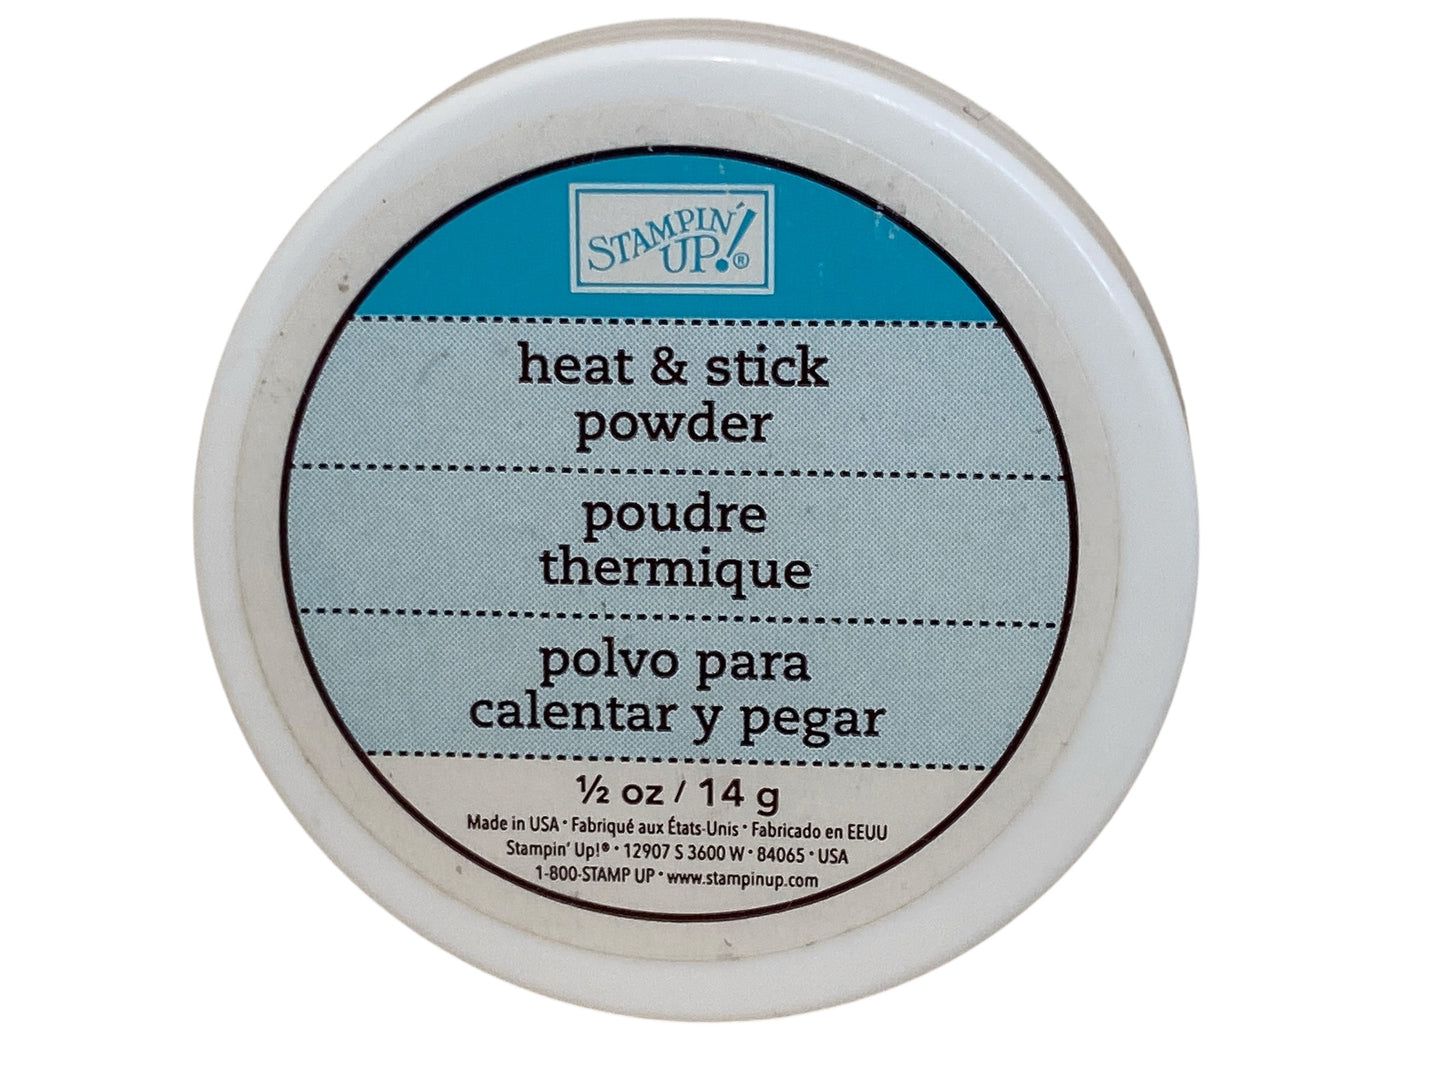 STAMPIN'
UP!®
heat & stick
powder
poudre
thermique
polvo para
calentar y pegar
½ oz / 14 g
Made in USA • Fabriqué aux États-Unis • Fabricado en EEUU
Stampin' Up!® • 12907 S 3600 W • 84065 • USA
1-800-STAMP UP • www.stampinup.com